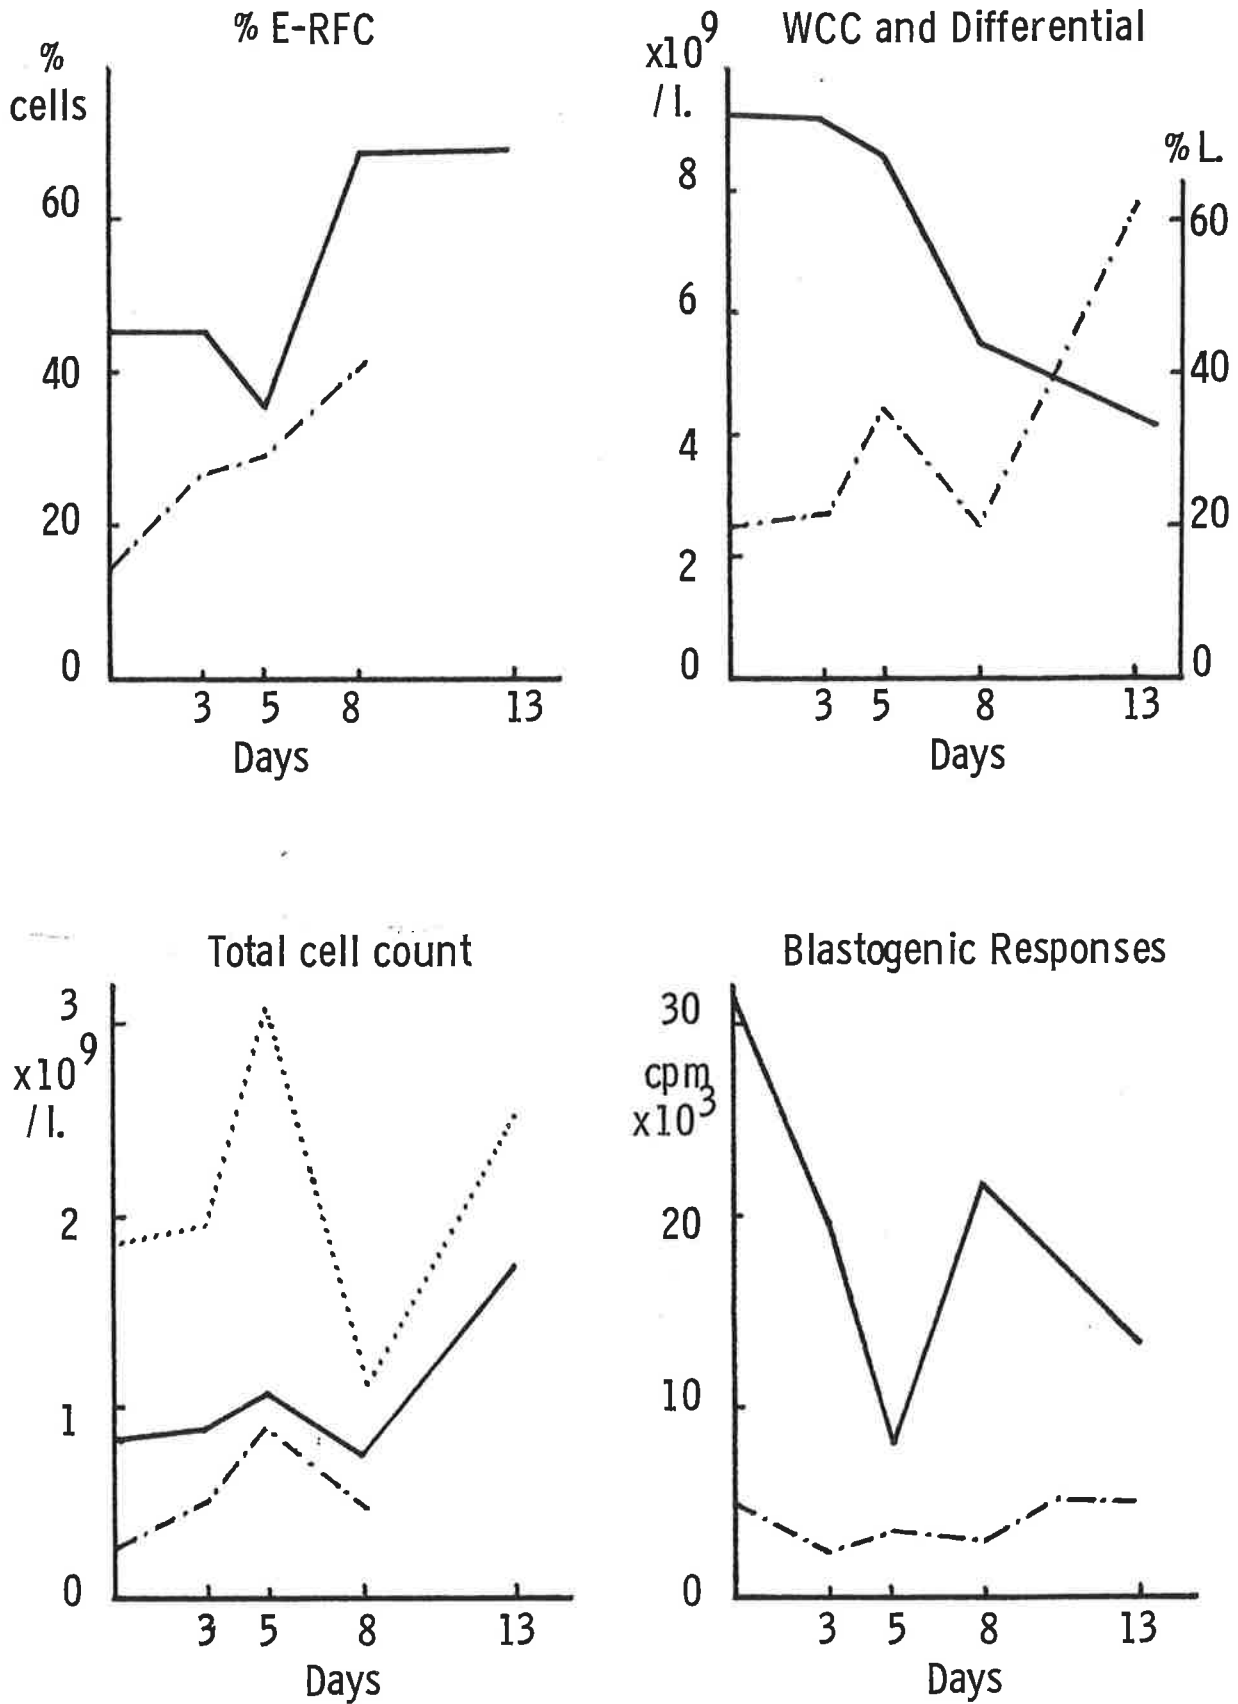 % E-RFC
%
cells
60
40
20
0
3 5 8 13
Days
WCC and Differential
x10⁹
/ l.
8
6
4
2
0
% L.
60
40
20
0
3 5 8 13
Days
Total cell count
3
x10⁹
/ l.
2
1
0
3 5 8 13
Days
Blastogenic Responses
30
cpm
x10³
20
10
0
3 5 8 13
Days